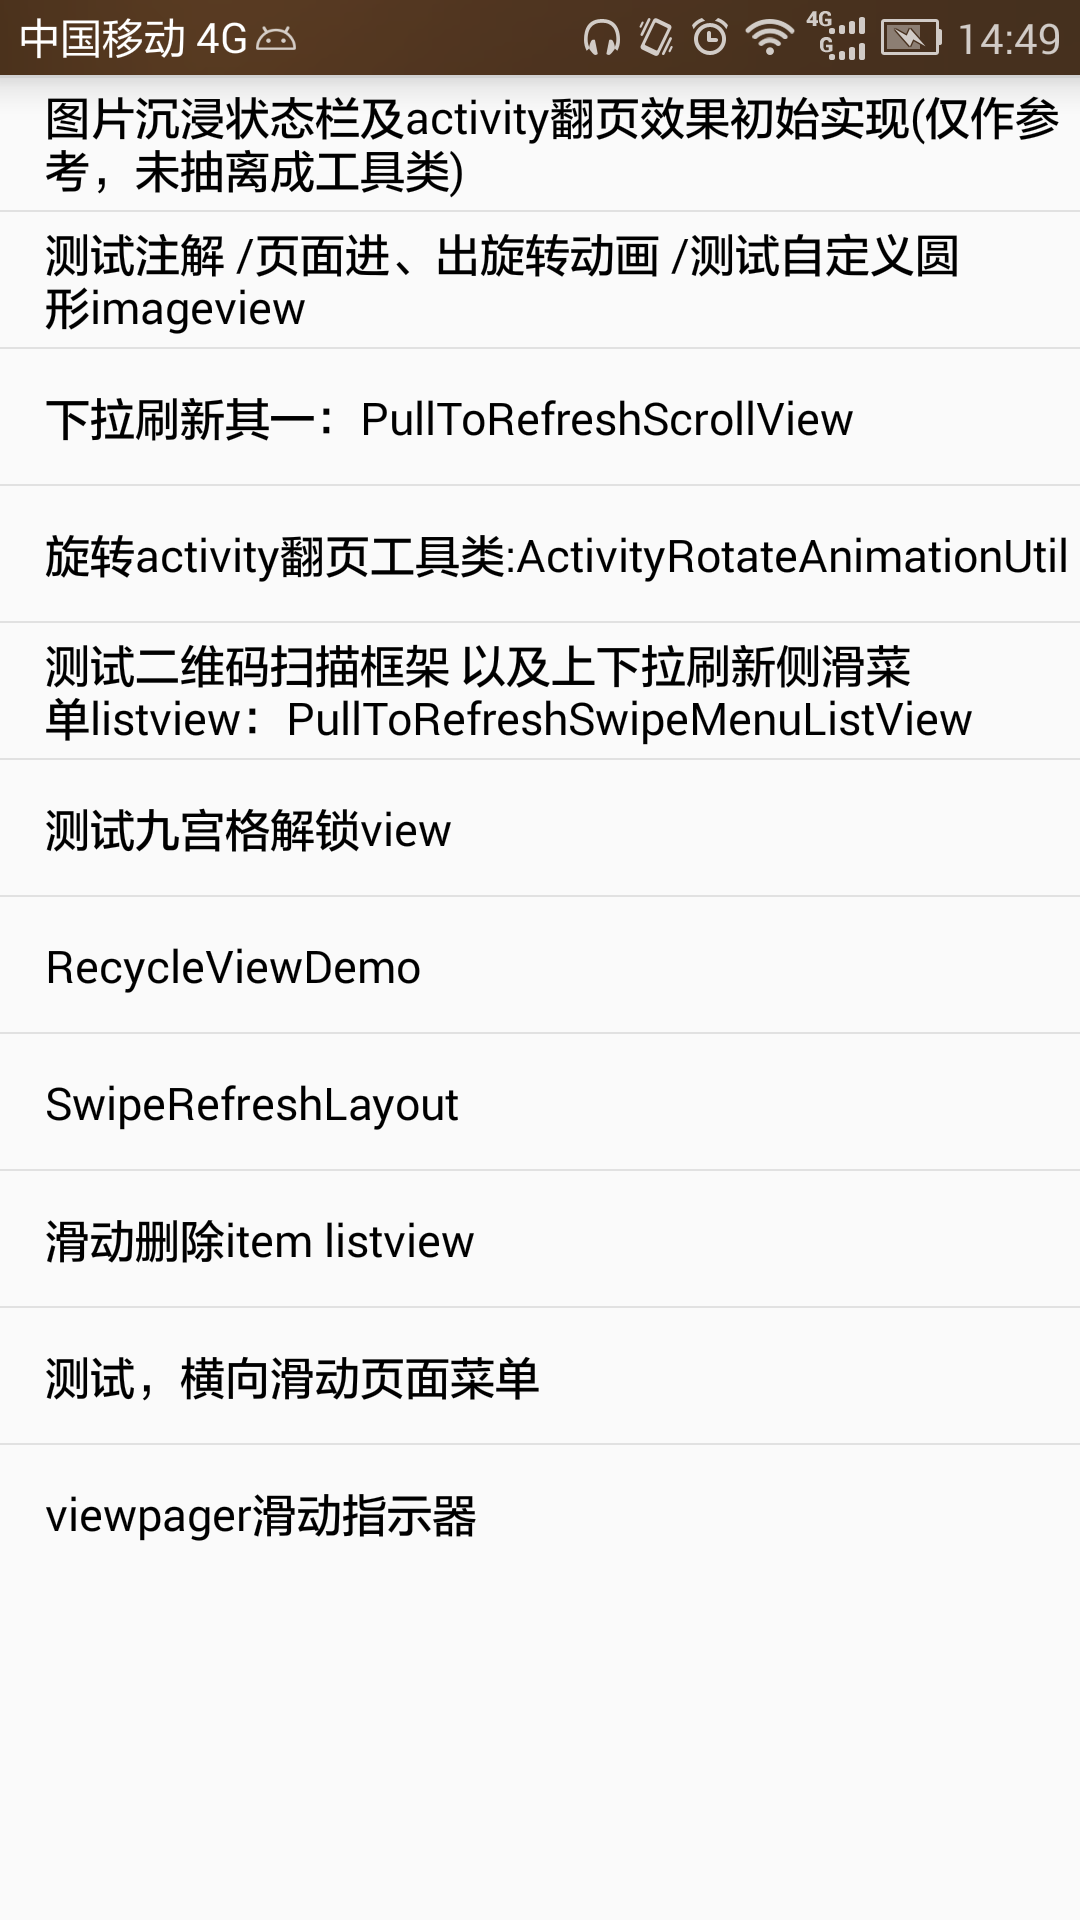 中国移动 4G
4G
G
14:49
图片沉浸状态栏及activity翻页效果初始实现(仅作参
考，未抽离成工具类)
测试注解 /页面进、出旋转动画 /测试自定义圆
形imageview
下拉刷新其一：PullToRefreshScrollView
旋转activity翻页工具类:ActivityRotateAnimationUtil
测试二维码扫描框架 以及上下拉刷新侧滑菜
单listview：PullToRefreshSwipeMenuListView
测试九宫格解锁view
RecycleViewDemo
SwipeRefreshLayout
滑动删除item listview
测试，横向滑动页面菜单
viewpager滑动指示器